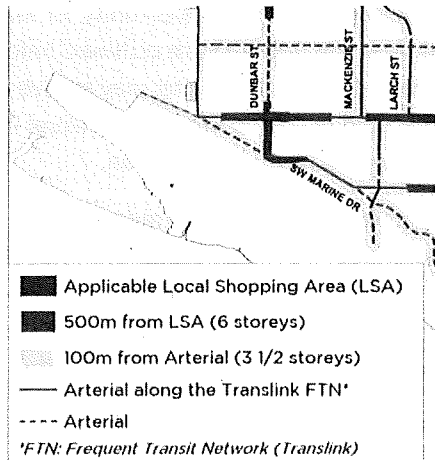 DUNBAR ST
MACKENZIE ST
LARCH ST
SW MARINE DR
Applicable Local Shopping Area (LSA)
500m from LSA (6 storeys)
100m from Arterial (3 1/2 storeys)
Arterial along the Translink FTN*
Arterial
*FTN: Frequent Transit Network (Translink)